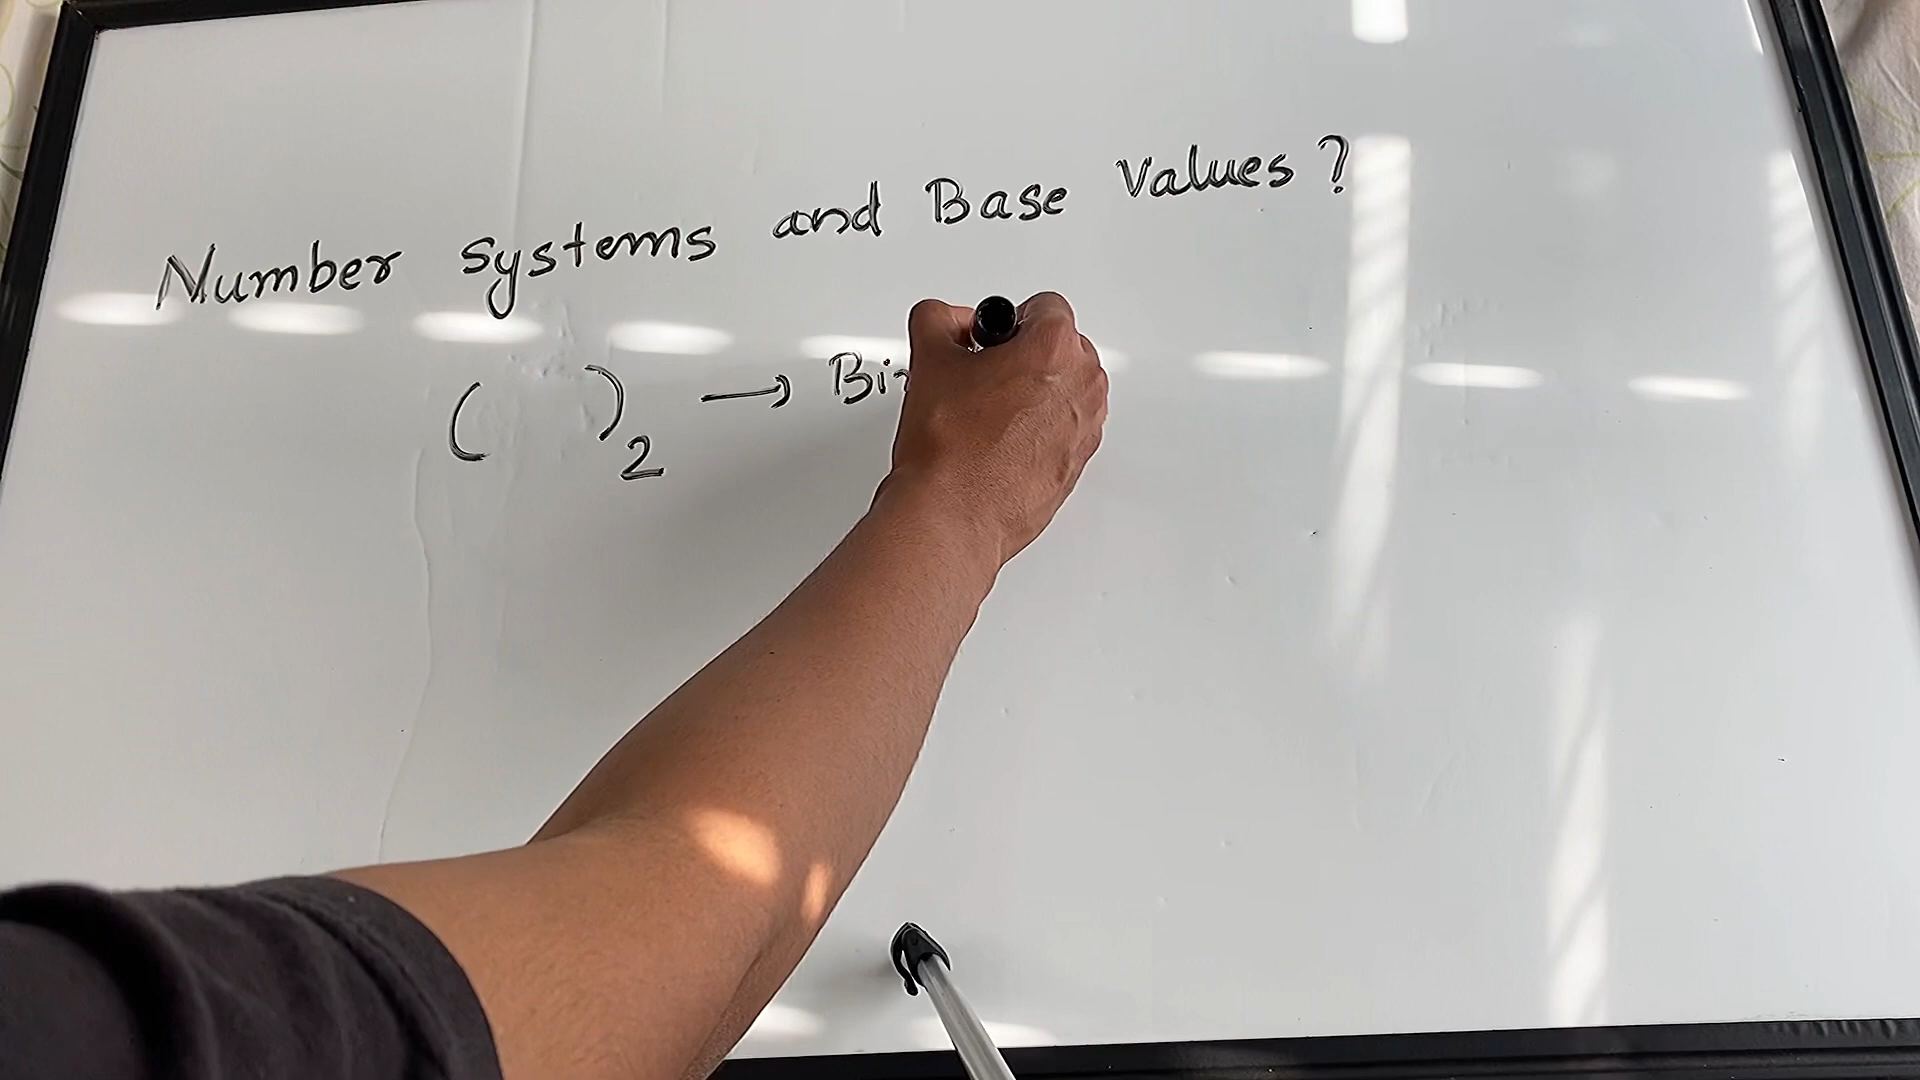 Number Systems and Base Values?
( )₂ → Bi